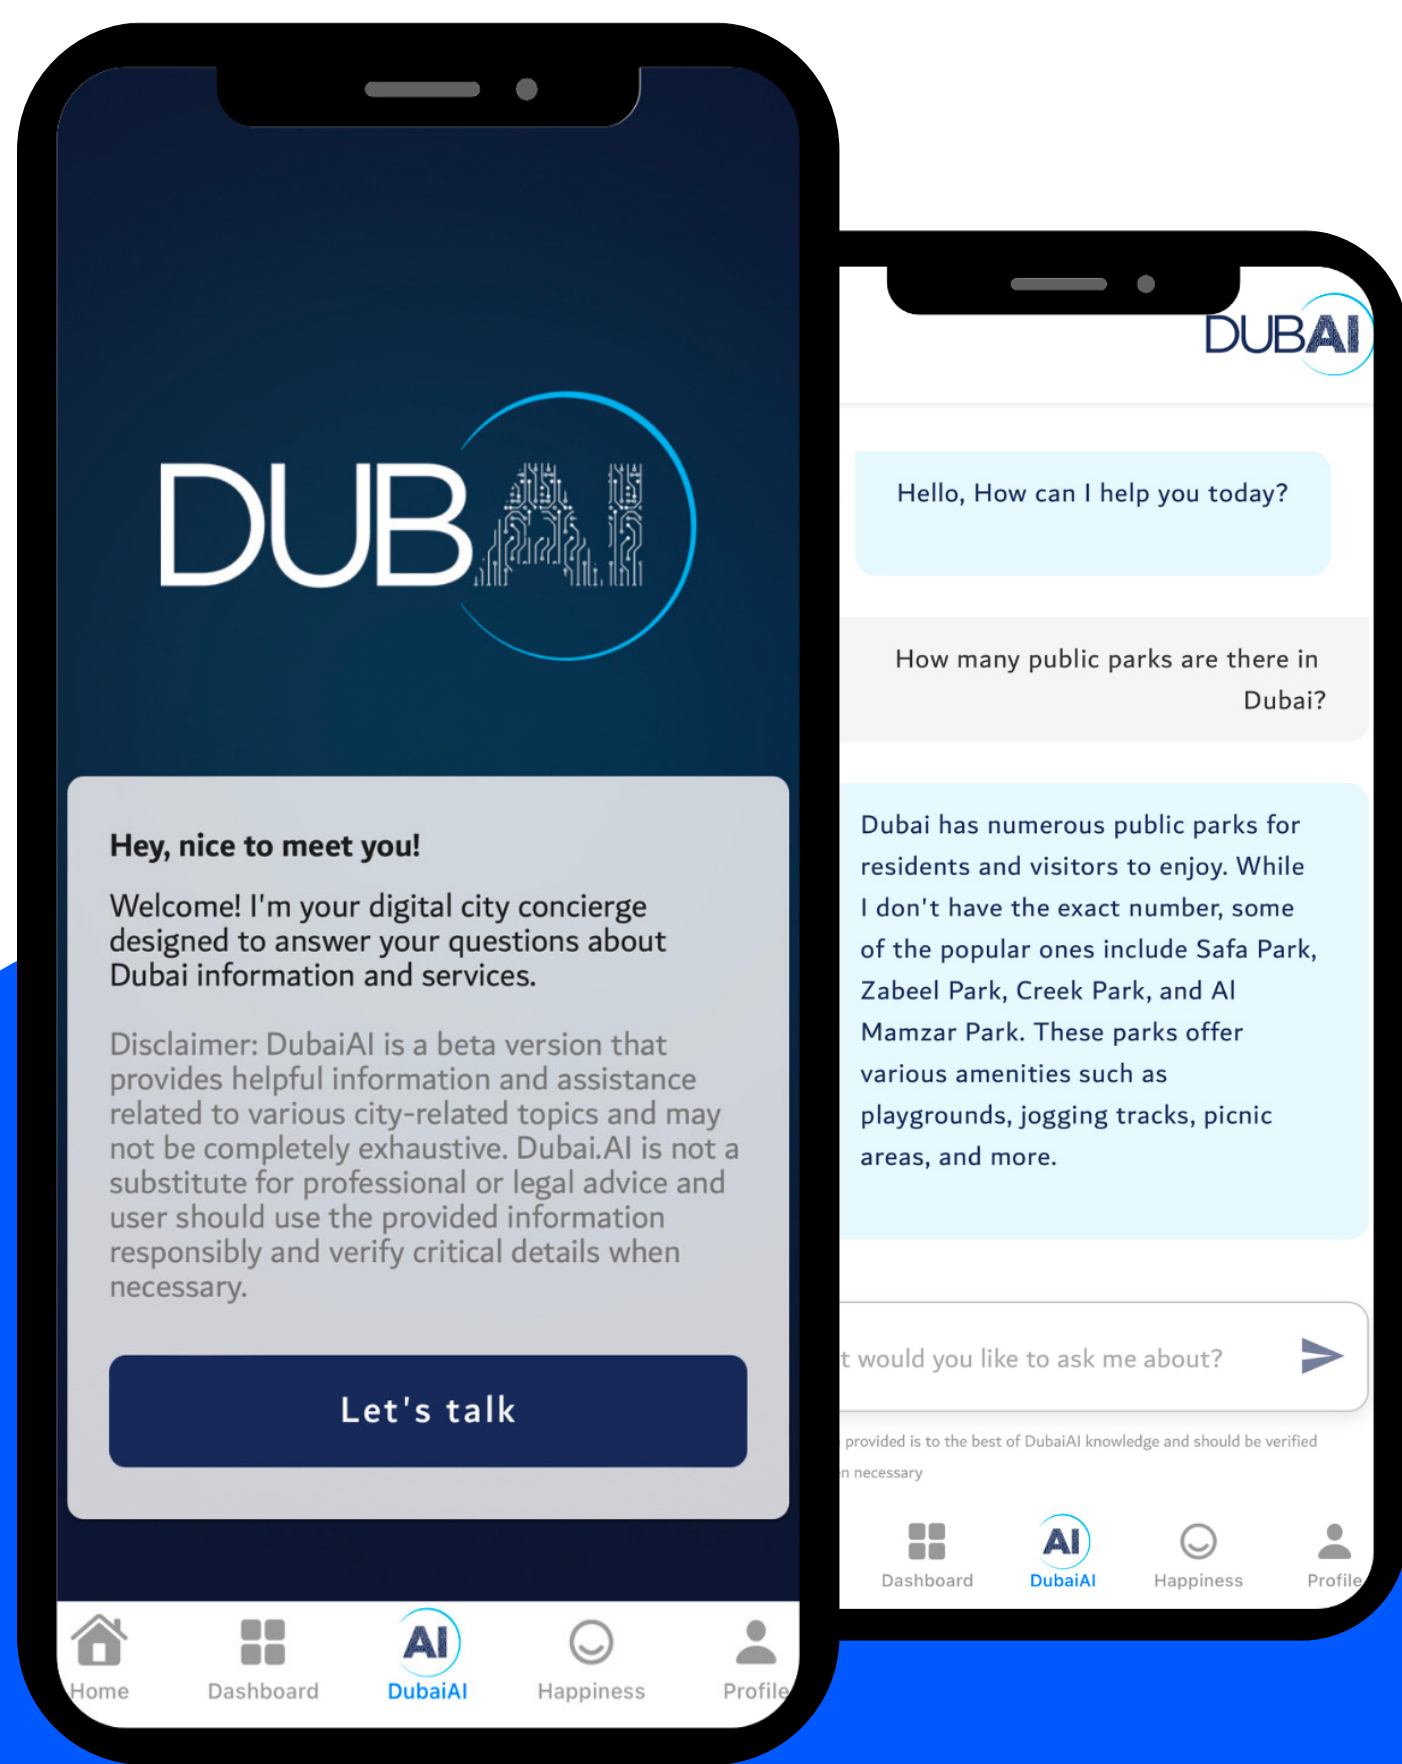 DUBAI
Hey, nice to meet you!
Welcome! I'm your digital city concierge
designed to answer your questions about
Dubai information and services.
Disclaimer: DubaiAI is a beta version that
provides helpful information and assistance
related to various city-related topics and may
not be completely exhaustive. Dubai.AI is not a
substitute for professional or legal advice and
user should use the provided information
responsibly and verify critical details when
necessary.
Let's talk
Home Dashboard AI DubaiAI Happiness Profile
DUBAI
Hello, How can I help you today?
How many public parks are there in
Dubai?
Dubai has numerous public parks for
residents and visitors to enjoy. While
I don't have the exact number, some
of the popular ones include Safa Park,
Zabeel Park, Creek Park, and Al
Mamzar Park. These parks offer
various amenities such as
playgrounds, jogging tracks, picnic
areas, and more.
would you like to ask me about?
provided is to the best of DubaiAI knowledge and should be verified
necessary
Dashboard AI DubaiAI Happiness Profile